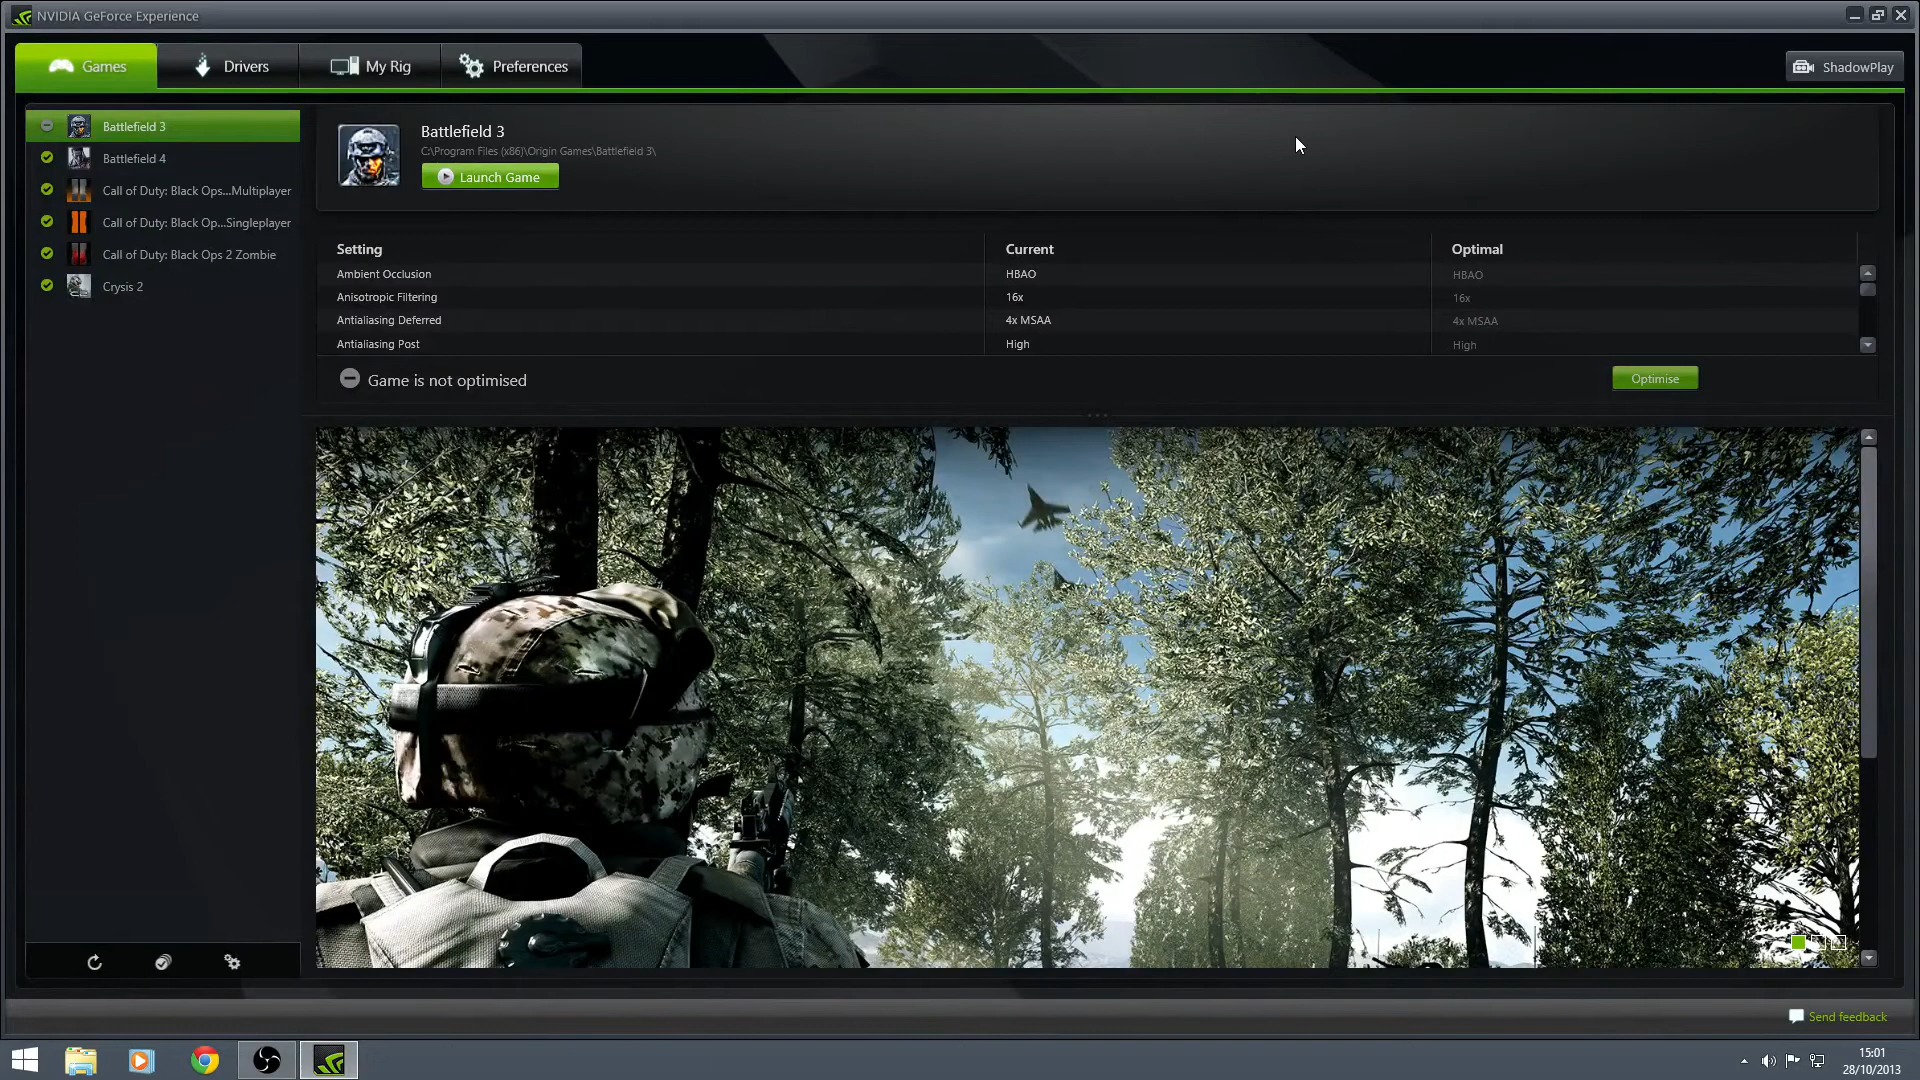 NVIDIA GeForce Experience
Games
Drivers
My Rig
Preferences
ShadowPlay
Battlefield 3
Battlefield 4
Call of Duty: Black Ops...Multiplayer
Call of Duty: Black Op...Singleplayer
Call of Duty: Black Ops 2 Zombie
Crysis 2
Battlefield 3
C:\Program Files (x86)\Origin Games\Battlefield 3\
Launch Game
Setting Current Optimal
Ambient Occlusion HBAO HBAO
Anisotropic Filtering 16x 16x
Antialiasing Deferred 4x MSAA 4x MSAA
Antialiasing Post High High
Game is not optimised
Optimise
Send feedback
15:01
28/10/2013